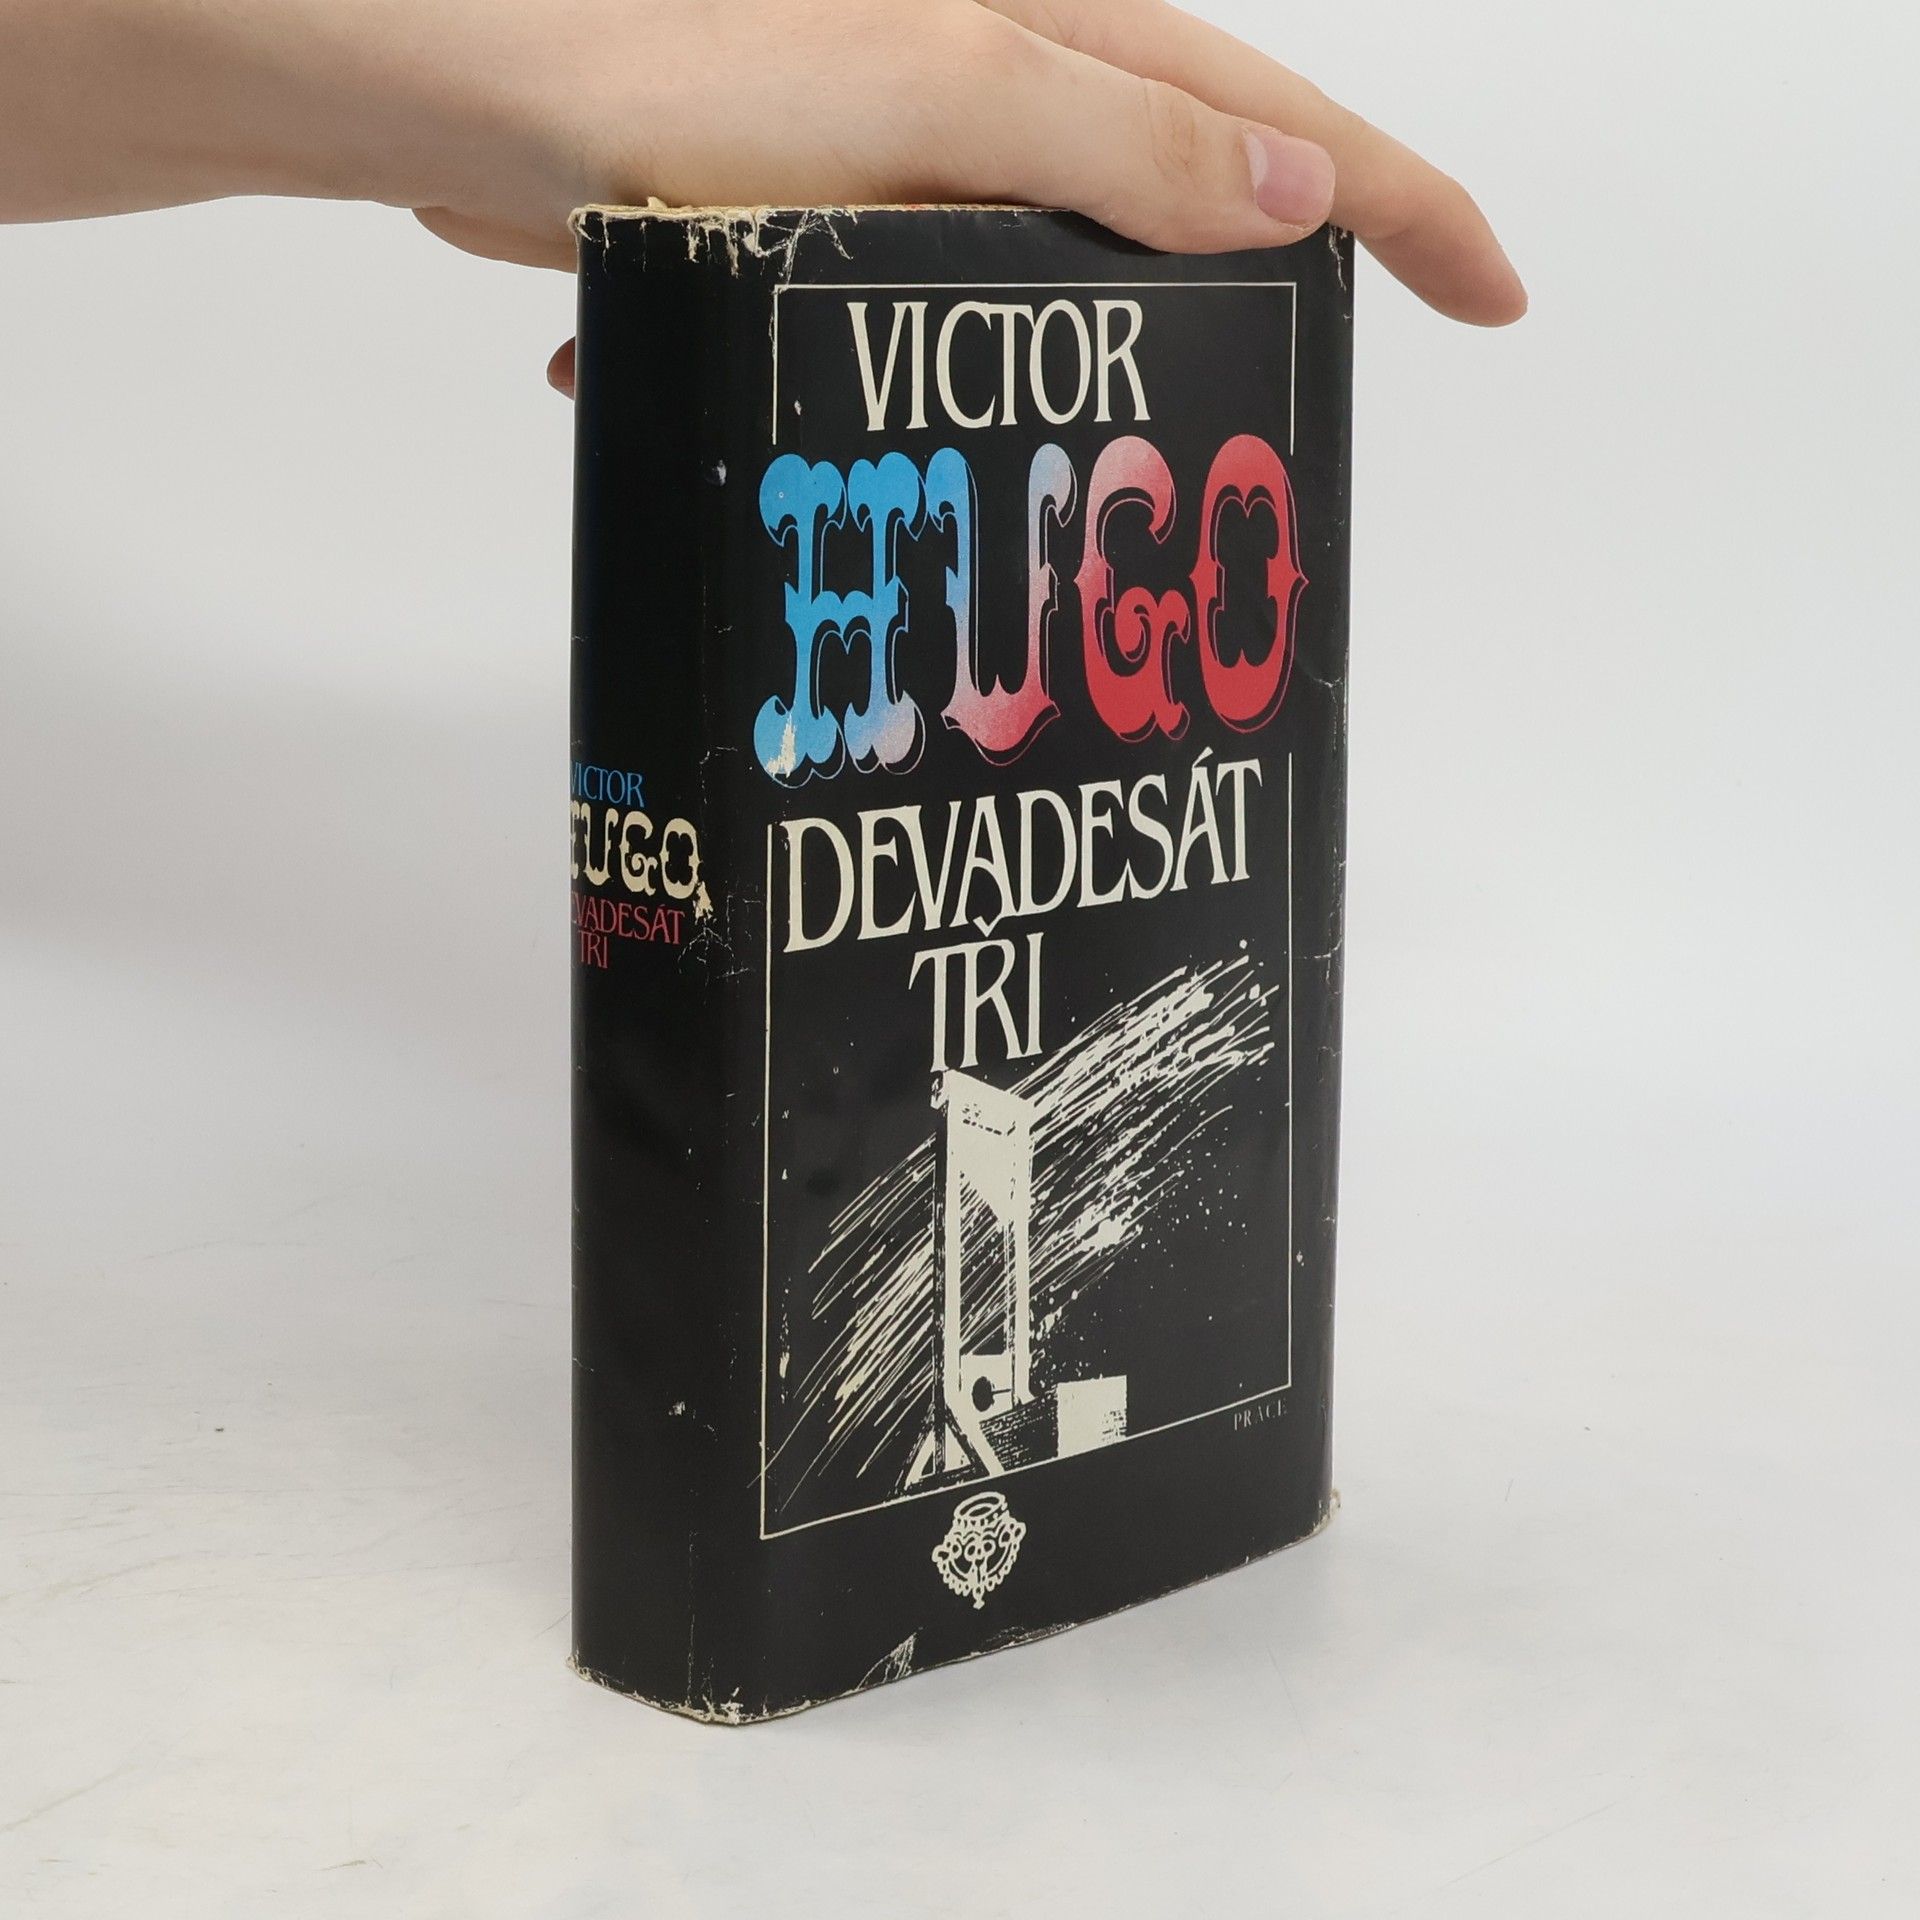 VICTOR
HUGO
DEVADESÁT
TŘI
PRÁCE
VICTOR
HUGO
DEVADESÁT
TŘI